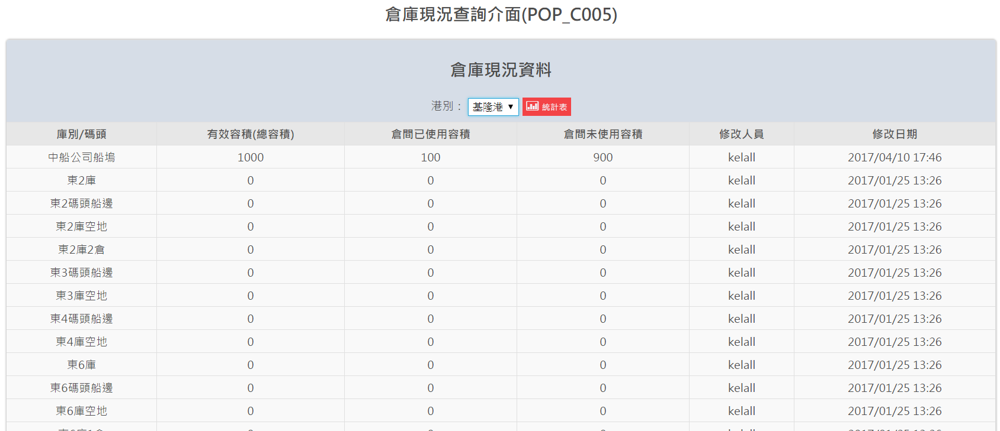 倉庫現況查詢介面(POP_C005)
倉庫現況資料
港別： 基隆港 ▼ 統計表
庫別/碼頭 有效容積(總容積) 倉間已使用容積 倉間未使用容積 修改人員 修改日期
中船公司船塢 1000 100 900 kelall 2017/04/10 17:46
東2庫 0 0 0 kelall 2017/01/25 13:26
東2碼頭船邊 0 0 0 kelall 2017/01/25 13:26
東2庫空地 0 0 0 kelall 2017/01/25 13:26
東2庫2倉 0 0 0 kelall 2017/01/25 13:26
東3碼頭船邊 0 0 0 kelall 2017/01/25 13:26
東3庫空地 0 0 0 kelall 2017/01/25 13:26
東4碼頭船邊 0 0 0 kelall 2017/01/25 13:26
東4庫空地 0 0 0 kelall 2017/01/25 13:26
東6庫 0 0 0 kelall 2017/01/25 13:26
東6碼頭船邊 0 0 0 kelall 2017/01/25 13:26
東6庫空地 0 0 0 kelall 2017/01/25 13:26